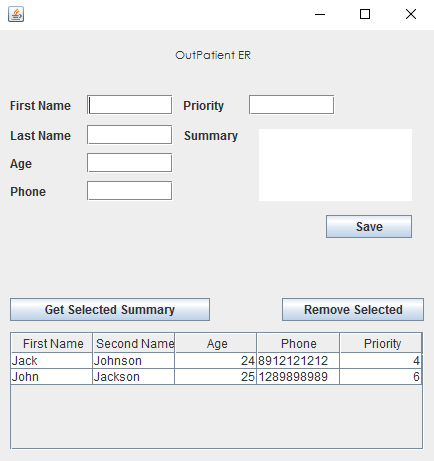 OutPatient ER
First Name Priority
Last Name Summary
Age
Phone
Save
Get Selected Summary Remove Selected
First Name Second Name Age Phone Priority
Jack Johnson 24 8912121212 4
John Jackson 25 1289898989 6